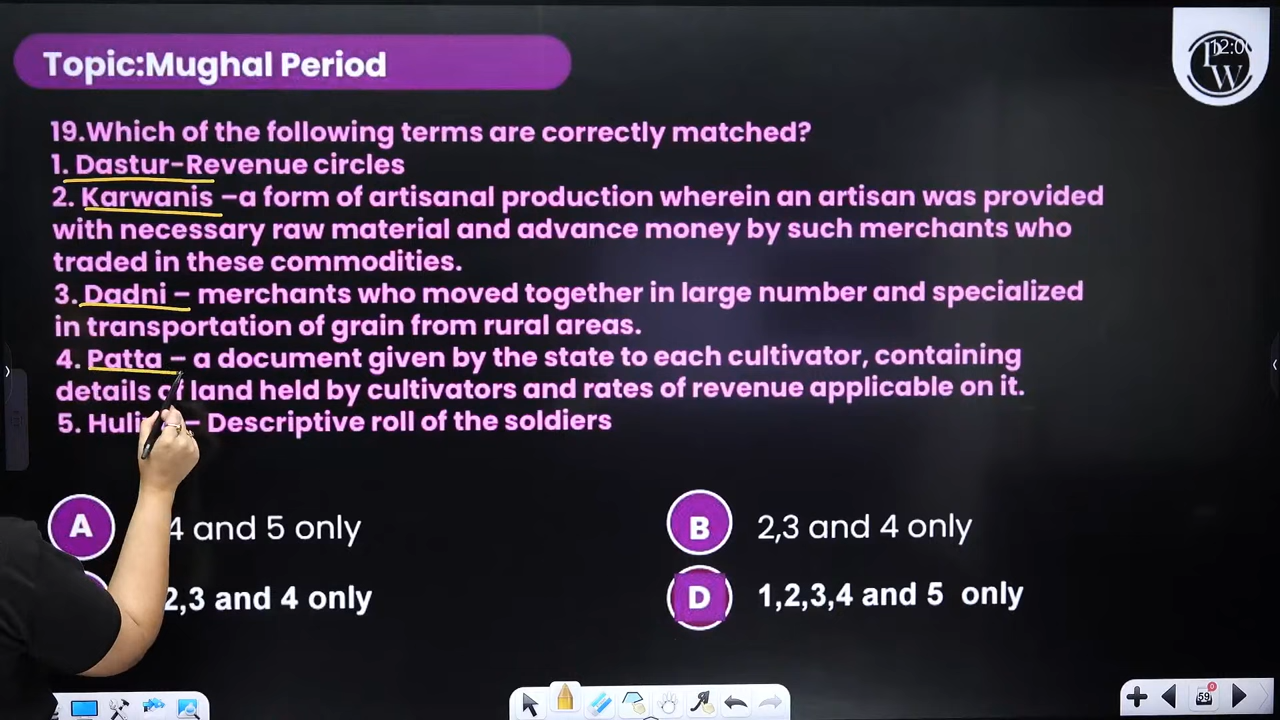 Topic:Mughal Period
12:0
PW
19.Which of the following terms are correctly matched?
1. Dastur-Revenue circles
2. Karwanis –a form of artisanal production wherein an artisan was provided
with necessary raw material and advance money by such merchants who
traded in these commodities.
3. Dadni – merchants who moved together in large number and specialized
in transportation of grain from rural areas.
4. Patta – a document given by the state to each cultivator, containing
details of land held by cultivators and rates of revenue applicable on it.
5. – Descriptive roll of the soldiers
A 4 and 5 only
B 2,3 and 4 only
2,3 and 4 only
D 1,2,3,4 and 5 only
59